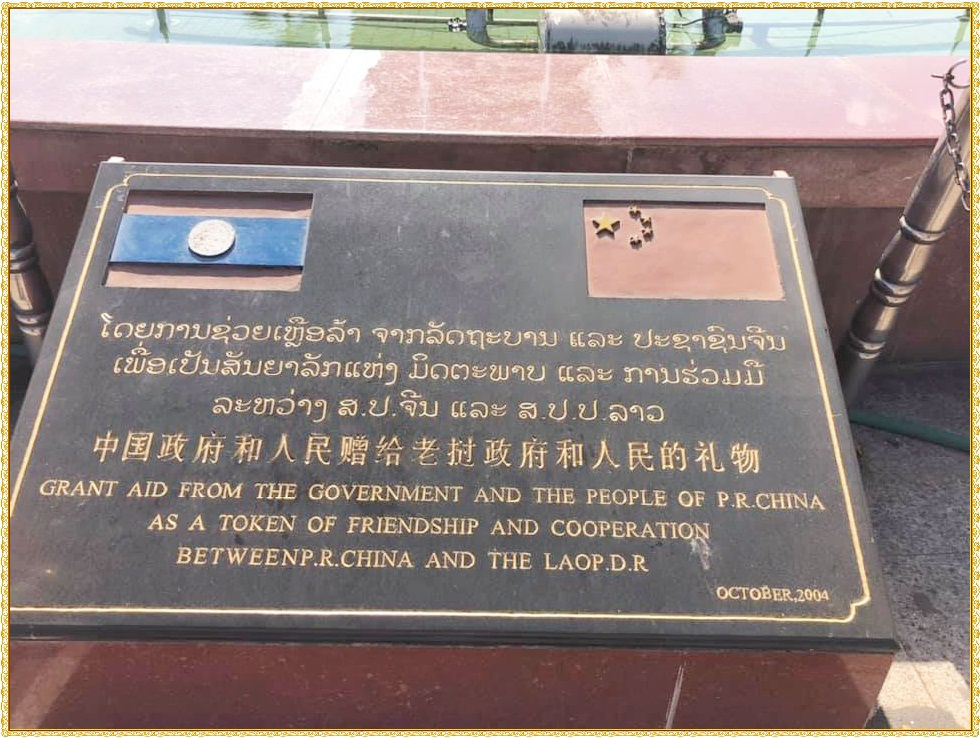 ໂດຍການຊ່ວຍເຫຼືອລ້າ ຈາກລັດຖະບານ ແລະ ປະຊາຊົນຈີນ
ເພື່ອເປັນສັນຍາລັກແຫ່ງ ມິດຕະພາບ ແລະ ການຮ່ວມມື
ລະຫວ່າງ ສ.ປ.ຈີນ ແລະ ສ.ປ.ປ.ລາວ
中国政府和人民赠给老挝政府和人民的礼物
GRANT AID FROM THE GOVERNMENT AND THE PEOPLE OF P.R.CHINA
AS A TOKEN OF FRIENDSHIP AND COOPERATION
BETWEENP.R.CHINA AND THE LAOP.D.R
OCTOBER,2004